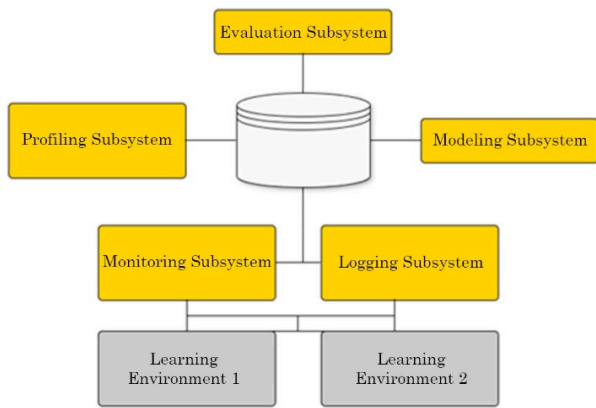 Evaluation Subsystem
Profiling Subsystem
Modeling Subsystem
Monitoring Subsystem
Logging Subsystem
Learning
Environment 1
Learning
Environment 2